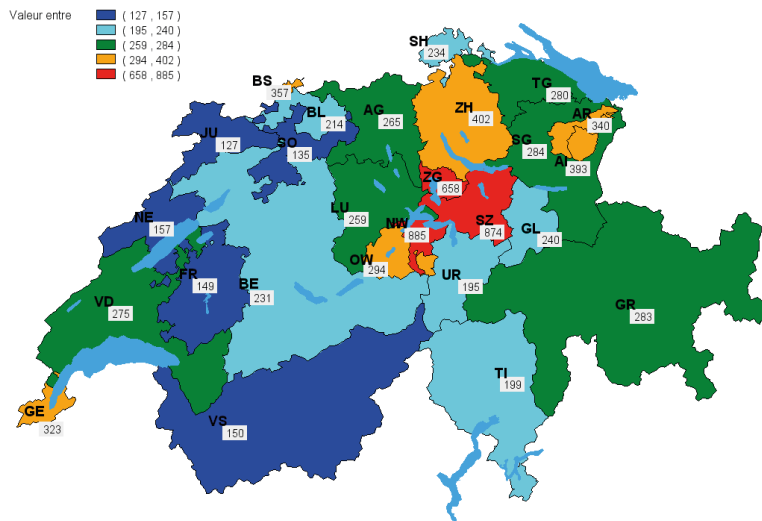 Valeur entre
( 127 , 157 )
( 195 , 240 )
( 259 , 284 )
( 294 , 402 )
( 658 , 885 )
SH
234
BS
357
TG
280
BL
214
AG
265
ZH
402
AR
340
JU
127
SO
135
SG
284
AI
393
ZG
658
LU
259
NE
157
NW
885
SZ
874
GL
240
OW
294
FR
149
BE
231
UR
195
VD
275
GR
283
TI
199
GE
323
VS
150